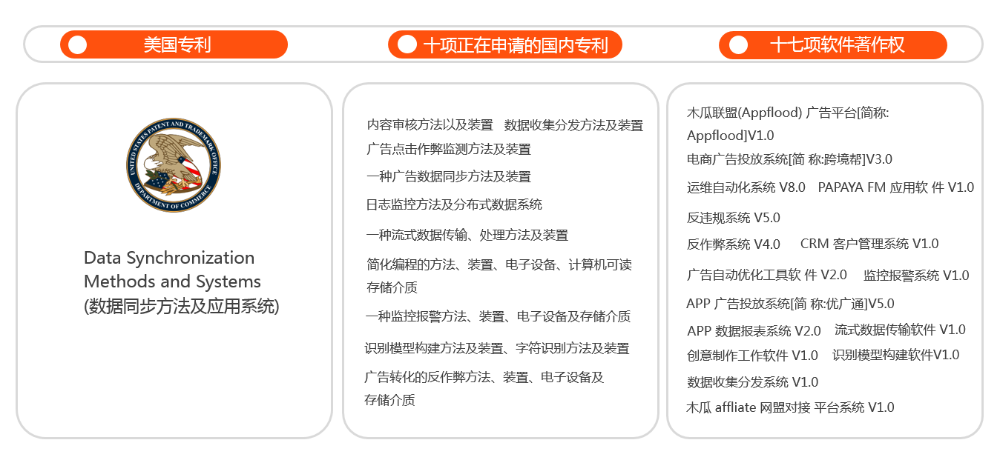 美国专利
十项正在申请的国内专利
十七项软件著作权
UNITED STATES PATENT AND TRADEMARK OFFICE
DEPARTMENT OF COMMERCE
Data Synchronization
Methods and Systems
(数据同步方法及应用系统)
内容审核方法以及装置 数据收集分发方法及装置
广告点击作弊监测方法及装置
一种广告数据同步方法及装置
日志监控方法及分布式数据系统
一种流式数据传输、处理方法及装置
简化编程的方法、装置、电子设备、计算机可读
存储介质
一种监控报警方法、装置、电子设备及存储介质
识别模型构建方法及装置、字符识别方法及装置
广告转化的反作弊方法、装置、电子设备及
存储介质
木瓜联盟(Appflood) 广告平台[简称:
Appflood]V1.0
电商广告投放系统[简 称:跨境帮]V3.0
运维自动化系统 V8.0 PAPAYA FM 应用软 件 V1.0
反违规系统 V5.0
反作弊系统 V4.0 CRM 客户管理系统 V1.0
广告自动优化工具软 件 V2.0 监控报警系统 V1.0
APP 广告投放系统[简 称:优广通]V5.0
APP 数据报表系统 V2.0 流式数据传输软件 V1.0
创意制作工作软件 V1.0 识别模型构建软件V1.0
数据收集分发系统 V1.0
木瓜 affliate 网盟对接 平台系统 V1.0